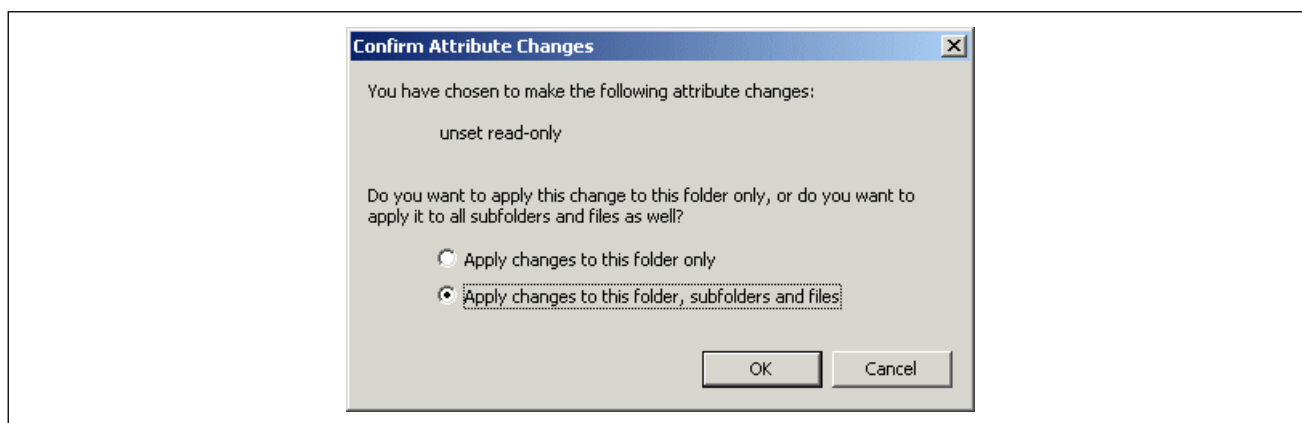 Confirm Attribute Changes
You have chosen to make the following attribute changes:
unset read-only
Do you want to apply this change to this folder only, or do you want to
apply it to all subfolders and files as well?
Apply changes to this folder only
Apply changes to this folder, subfolders and files
OK
Cancel